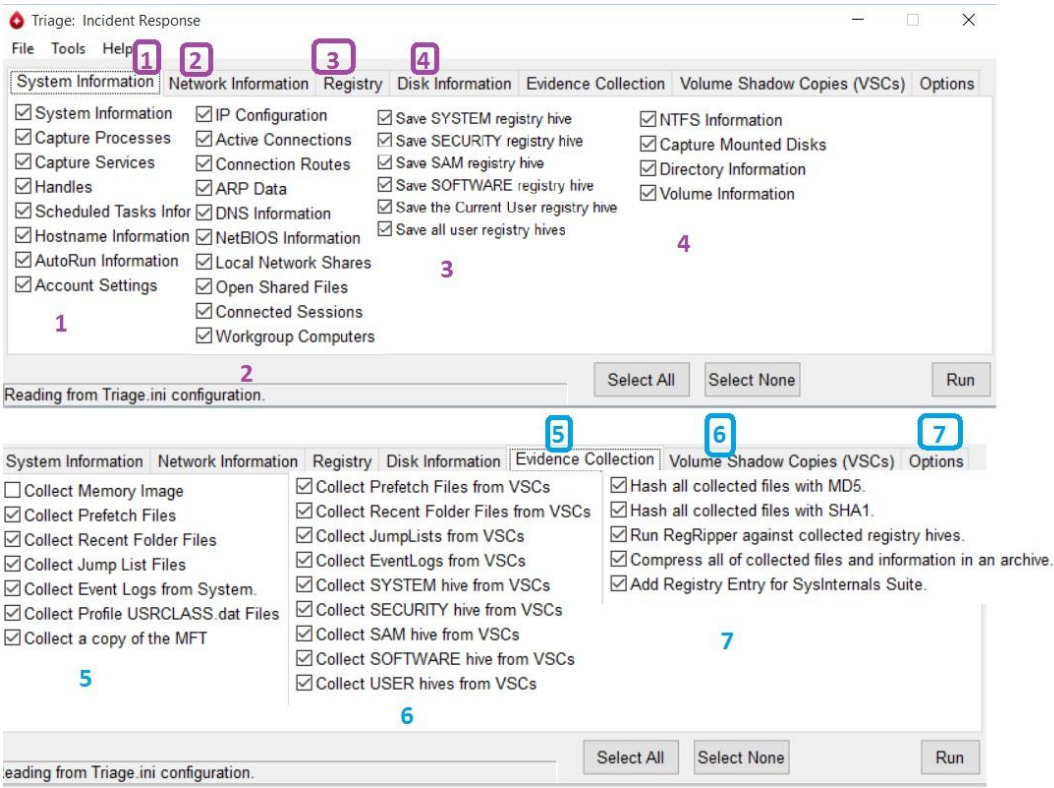 Triage: Incident Response
File Tools Help
1 2 3 4
System Information Network Information Registry Disk Information Evidence Collection Volume Shadow Copies (VSCs) Options
System Information
Capture Processes
Capture Services
Handles
Scheduled Tasks Infor
Hostname Information
AutoRun Information
Account Settings
1
IP Configuration
Active Connections
Connection Routes
ARP Data
DNS Information
NetBIOS Information
Local Network Shares
Open Shared Files
Connected Sessions
Workgroup Computers
2
Save SYSTEM registry hive
Save SECURITY registry hive
Save SAM registry hive
Save SOFTWARE registry hive
Save the Current User registry hive
Save all user registry hives
3
NTFS Information
Capture Mounted Disks
Directory Information
Volume Information
4
Select All Select None Run
Reading from Triage.ini configuration.
5 6 7
System Information Network Information Registry Disk Information Evidence Collection Volume Shadow Copies (VSCs) Options
Collect Memory Image
Collect Prefetch Files
Collect Recent Folder Files
Collect Jump List Files
Collect Event Logs from System.
Collect Profile USRCLASS.dat Files
Collect a copy of the MFT
5
Collect Prefetch Files from VSCs
Collect Recent Folder Files from VSCs
Collect JumpLists from VSCs
Collect EventLogs from VSCs
Collect SYSTEM hive from VSCs
Collect SECURITY hive from VSCs
Collect SAM hive from VSCs
Collect SOFTWARE hive from VSCs
Collect USER hives from VSCs
6
Hash all collected files with MD5.
Hash all collected files with SHA1.
Run RegRipper against collected registry hives.
Compress all of collected files and information in an archive.
Add Registry Entry for SysInternals Suite.
7
Select All Select None Run
eading from Triage.ini configuration.